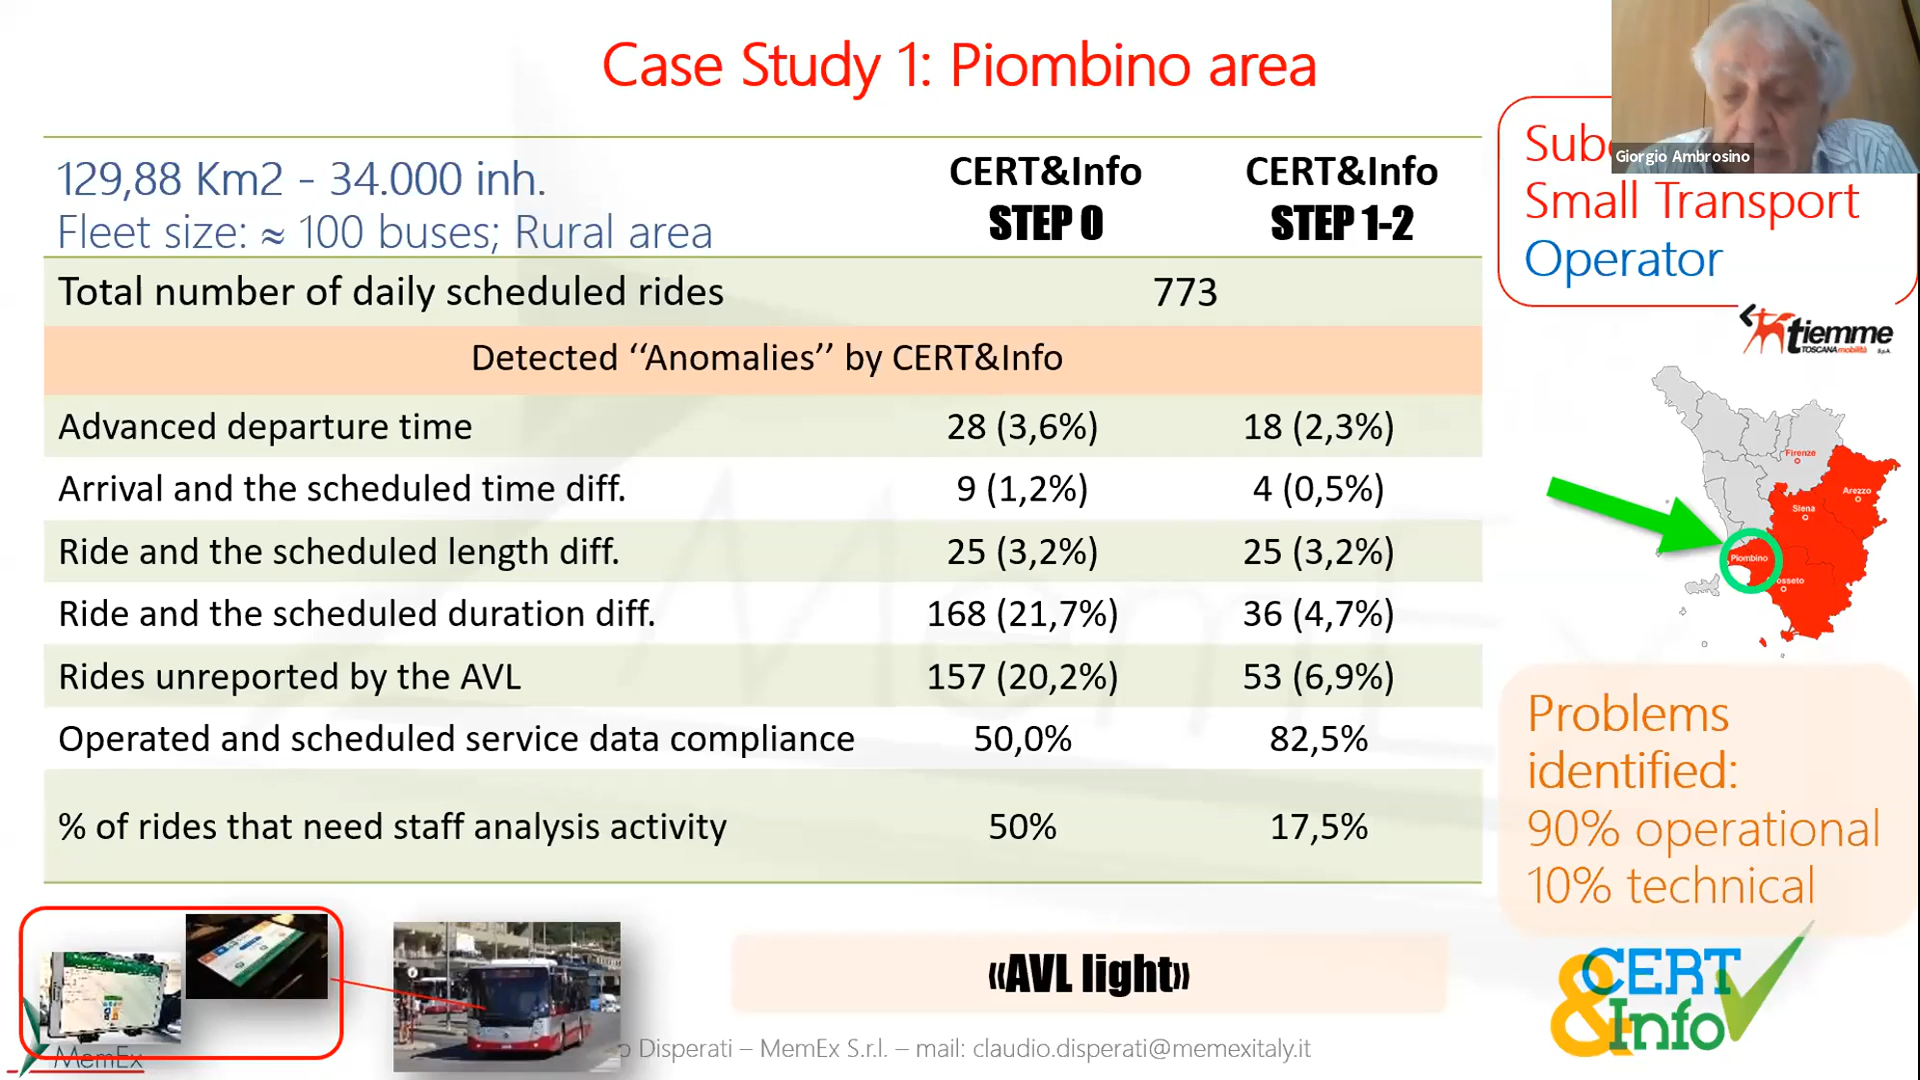 Case Study 1: Piombino area
129,88 Km2 - 34.000 inh.
Fleet size: ≈ 100 buses; Rural area
CERT&Info
STEP 0
CERT&Info
STEP 1-2
Total number of daily scheduled rides 773
Detected ‘‘Anomalies’’ by CERT&Info
Advanced departure time 28 (3,6%) 18 (2,3%)
Arrival and the scheduled time diff. 9 (1,2%) 4 (0,5%)
Ride and the scheduled length diff. 25 (3,2%) 25 (3,2%)
Ride and the scheduled duration diff. 168 (21,7%) 36 (4,7%)
Rides unreported by the AVL 157 (20,2%) 53 (6,9%)
Operated and scheduled service data compliance 50,0% 82,5%
% of rides that need staff analysis activity 50% 17,5%
Giorgio Ambrosino
Small Transport
Operator
tiemme
TOSCANA mobilità
S.p.A.
Firenze
Arezzo
Siena
Piombino
osseto
Problems
identified:
90% operational
10% technical
«AVL light»
CERT
&Info
MemEx
Disperati – MemEx S.r.l. – mail: claudio.disperati@memexitaly.it
MemEx